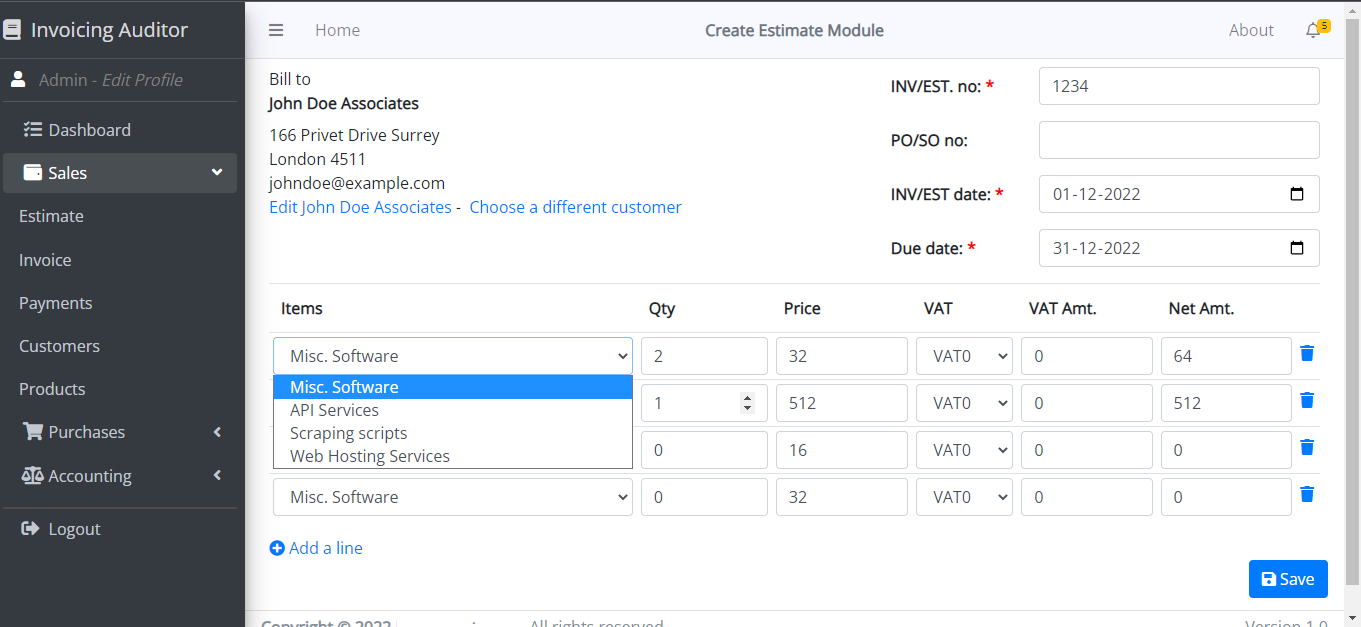 Invoicing Auditor
Admin - Edit Profile
Dashboard
Sales
Estimate
Invoice
Payments
Customers
Products
Purchases
Accounting
Logout
Home Create Estimate Module About 5
Bill to
John Doe Associates
166 Privet Drive Surrey
London 4511
johndoe@example.com
Edit John Doe Associates - Choose a different customer
INV/EST. no: * 1234
PO/SO no:
INV/EST date: * 01-12-2022
Due date: * 31-12-2022
Items Qty Price VAT VAT Amt. Net Amt.
Misc. Software 2 32 VAT0 0 64
Misc. Software
API Services
Scraping scripts
Web Hosting Services
1 512 VAT0 0 512
0 16 VAT0 0 0
Misc. Software 0 32 VAT0 0 0
Add a line
Save
Copyright © 2022 All rights reserved Version 1.0